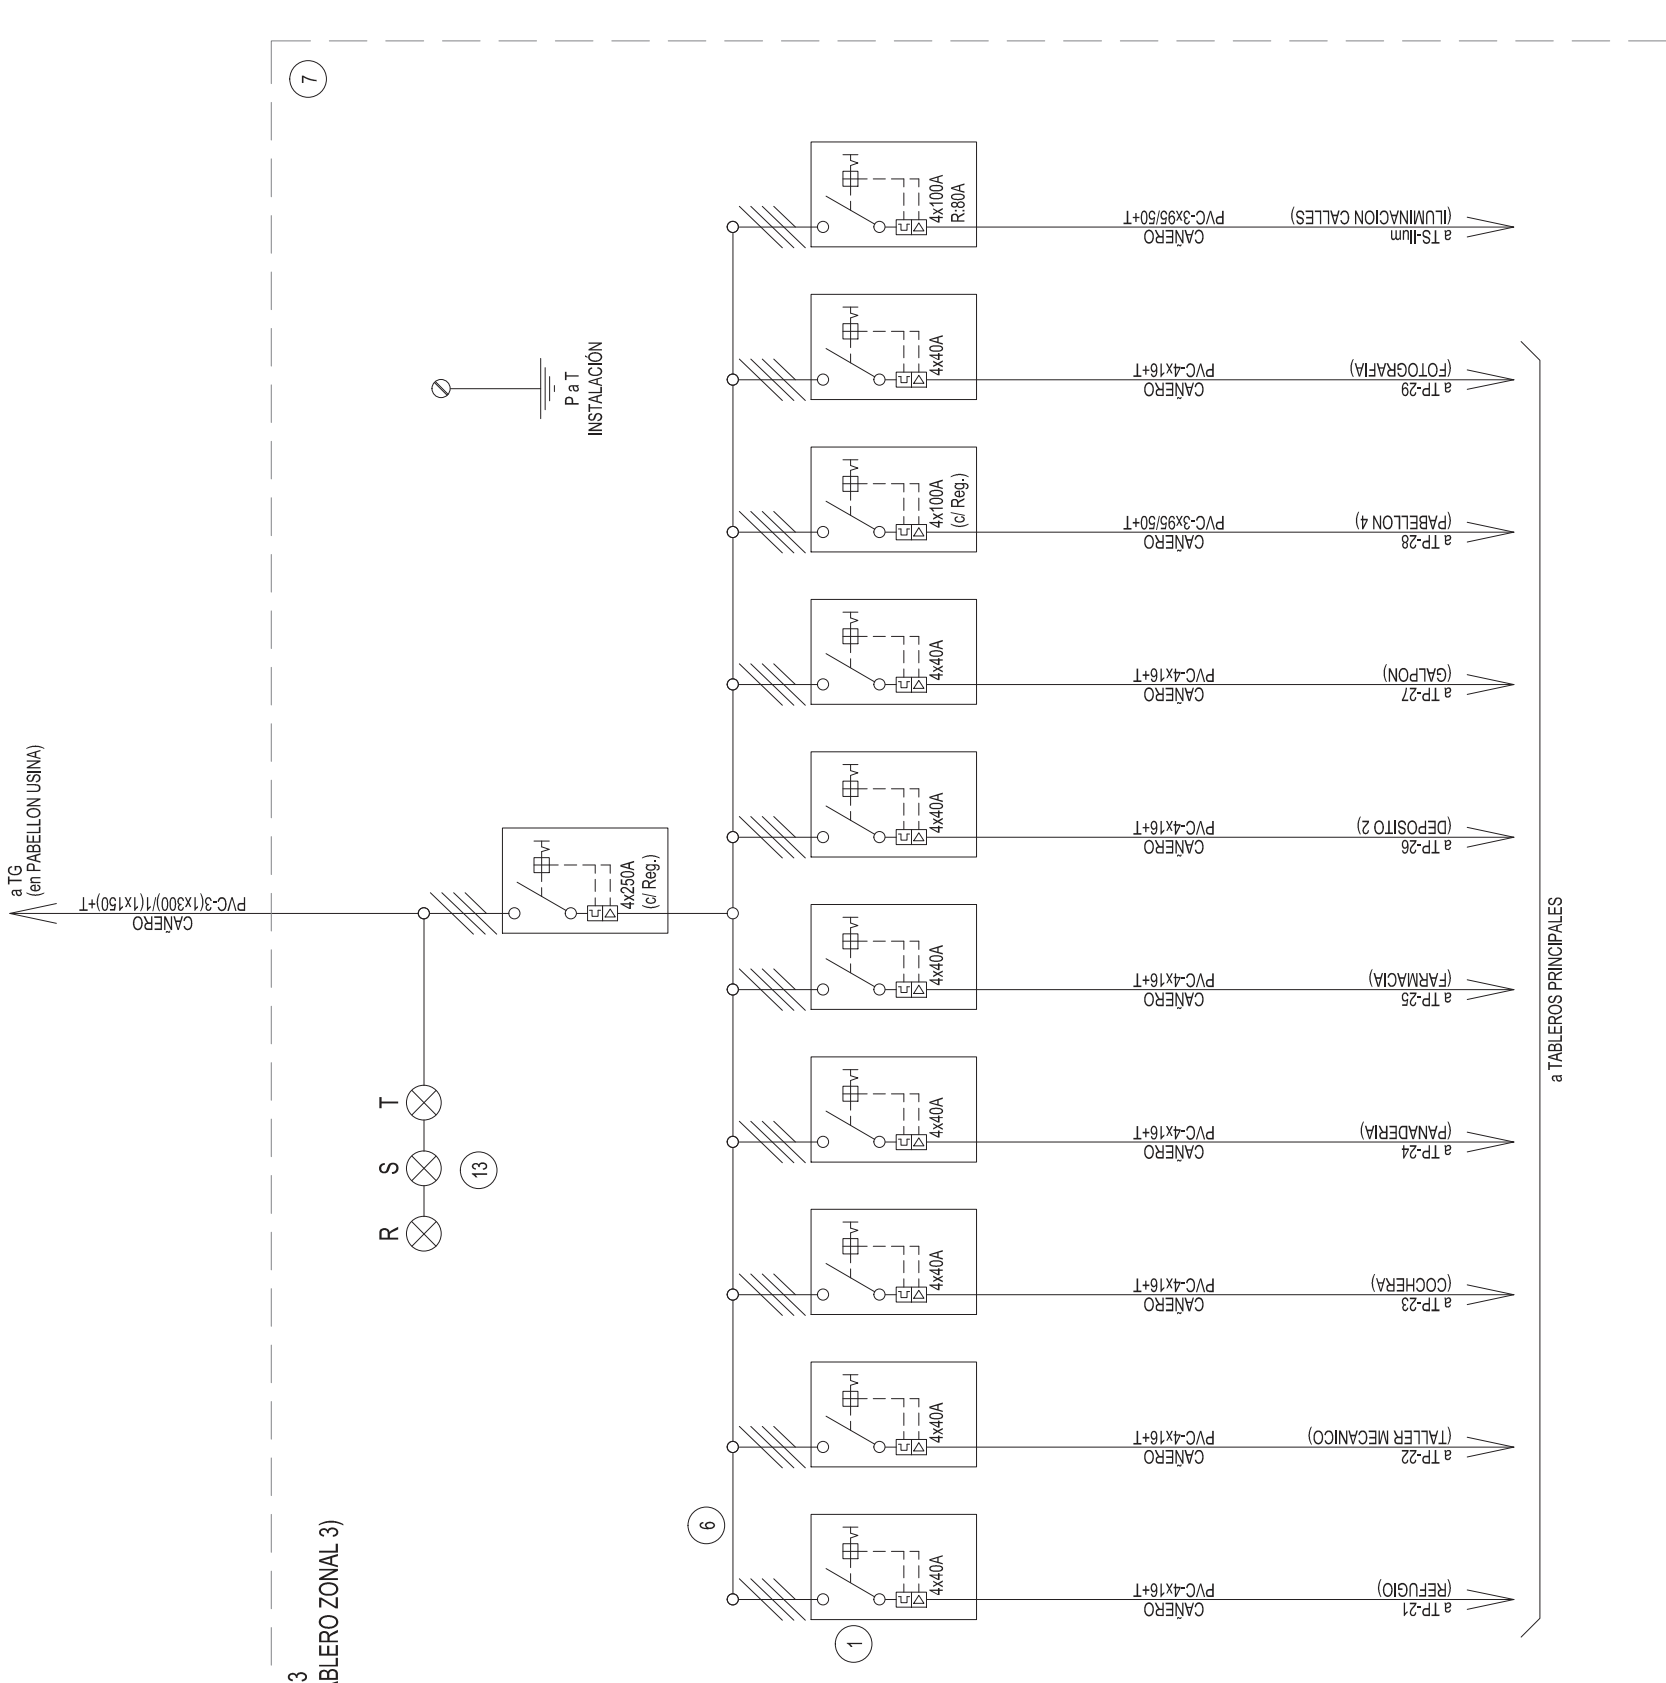 a TG
(en PABELLON USINA)
CAÑERO
PVC-3(1x300)/1(1x150)+T
7
3
BLERO ZONAL 3)
R
S
T
13
P a T
INSTALACIÓN
4x250A
(c/ Reg.)
6
1
4x40A
CAÑERO
PVC-4x16+T
a TP-21
(REFUGIO)
4x40A
CAÑERO
PVC-4x16+T
a TP-22
(TALLER MECANICO)
4x40A
CAÑERO
PVC-4x16+T
a TP-23
(COCHERA)
4x40A
CAÑERO
PVC-4x16+T
a TP-24
(PANADERIA)
4x40A
CAÑERO
PVC-4x16+T
a TP-25
(FARMACIA)
4x40A
CAÑERO
PVC-4x16+T
a TP-26
(DEPOSITO 2)
4x40A
CAÑERO
PVC-4x16+T
a TP-27
(GALPON)
4x100A
(c/ Reg.)
CAÑERO
PVC-3x95/50+T
a TP-28
(PABELLON 4)
4x40A
CAÑERO
PVC-4x16+T
a TP-29
(FOTOGRAFIA)
4x100A
R:80A
CAÑERO
PVC-3x95/50+T
a TS-Ilum
(ILUMINACION CALLES)
a TABLEROS PRINCIPALES